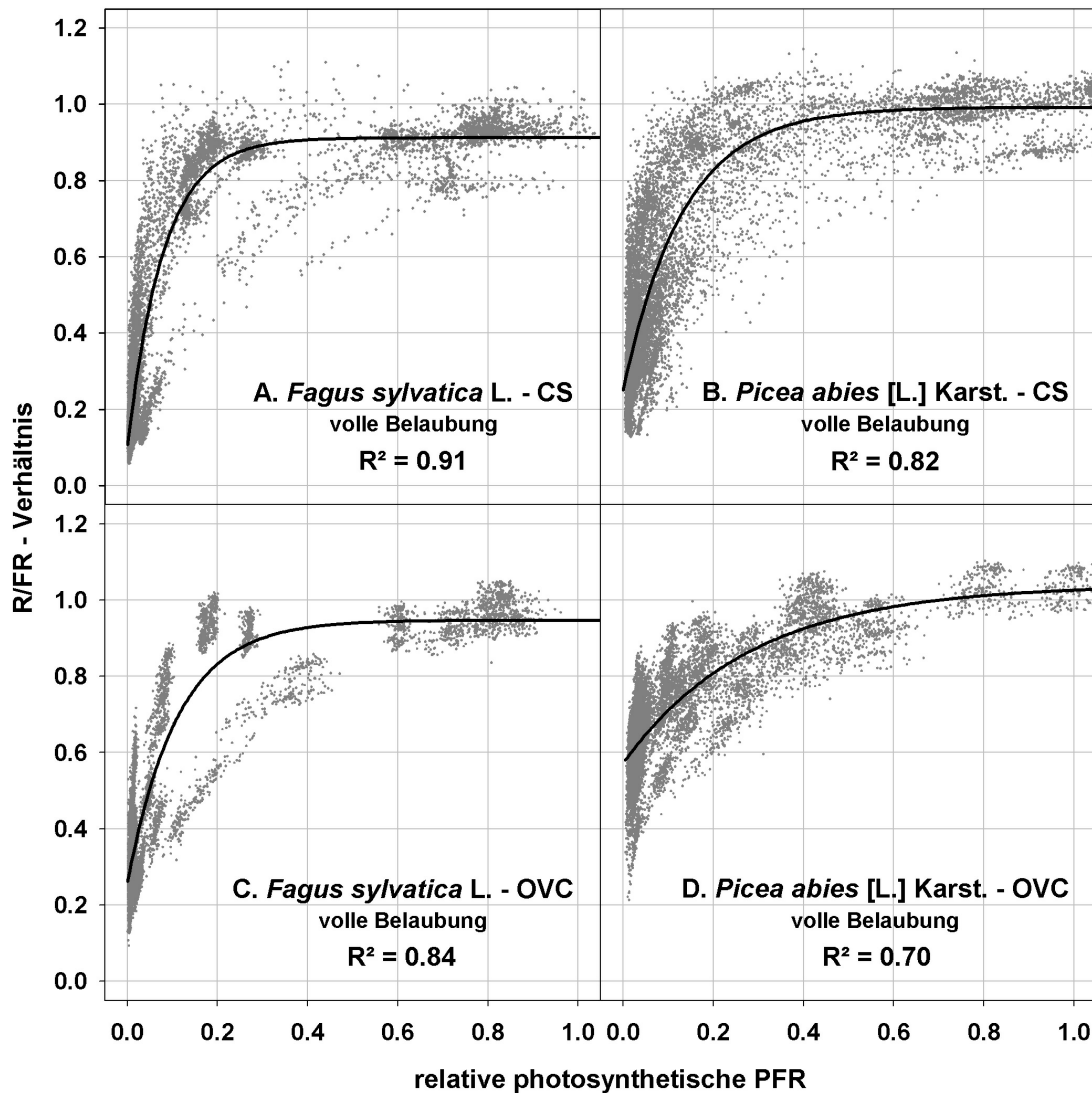 R/FR - Verhältnis
1.2
1.0
0.8
0.6
0.4
0.2
0.0
A. Fagus sylvatica L. - CS
volle Belaubung
R² = 0.91
B. Picea abies [L.] Karst. - CS
volle Belaubung
R² = 0.82
1.2
1.0
0.8
0.6
0.4
0.2
0.0
C. Fagus sylvatica L. - OVC
volle Belaubung
R² = 0.84
D. Picea abies [L.] Karst. - OVC
volle Belaubung
R² = 0.70
0.0 0.2 0.4 0.6 0.8 1.0 0.0 0.2 0.4 0.6 0.8 1.0
relative photosynthetische PFR